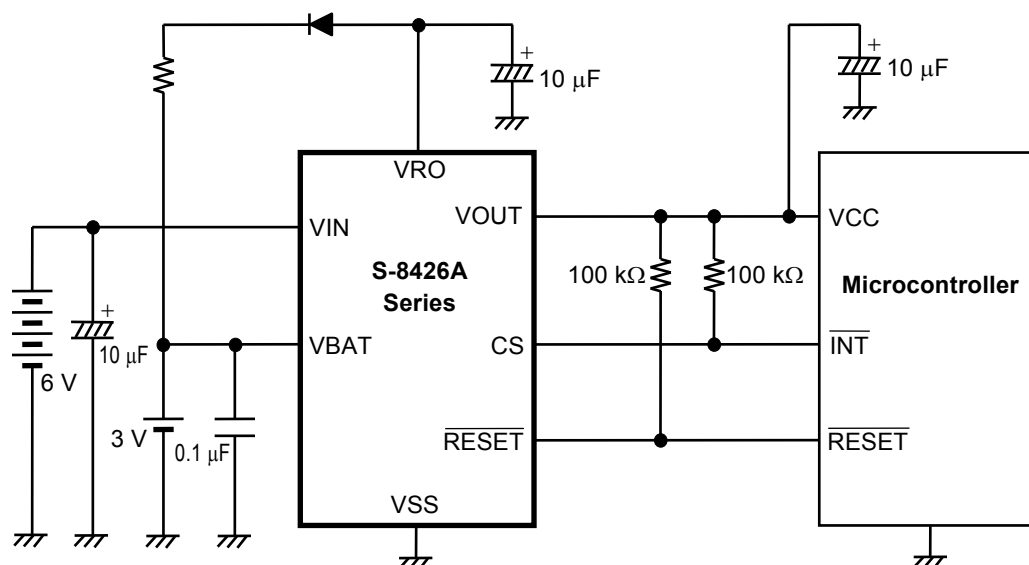 +
10 μF
+
10 μF
VRO
VIN
VOUT
VCC
S-8426A
Series
100 kΩ
100 kΩ
Microcontroller
+
10 μF
6 V
VBAT
CS
INT
3 V
0.1 μF
RESET
RESET
VSS